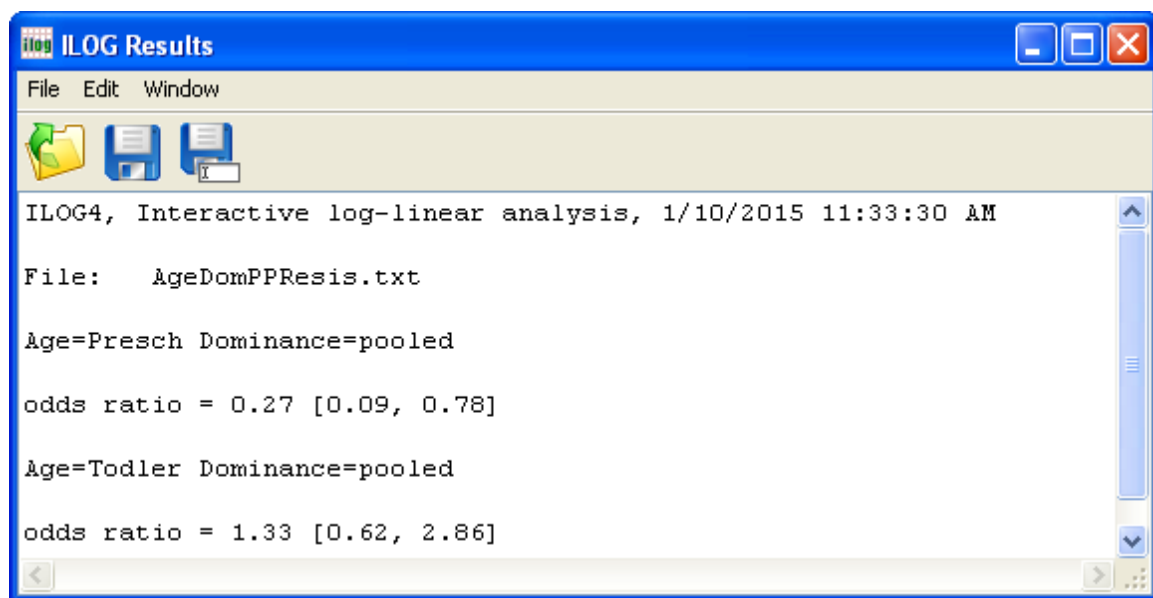 ilog ILOG Results
File Edit Window
ILOG4, Interactive log-linear analysis, 1/10/2015 11:33:30 AM
File:   AgeDomPPResis.txt
Age=Presch Dominance=pooled
odds ratio = 0.27 [0.09, 0.78]
Age=Todler Dominance=pooled
odds ratio = 1.33 [0.62, 2.86]